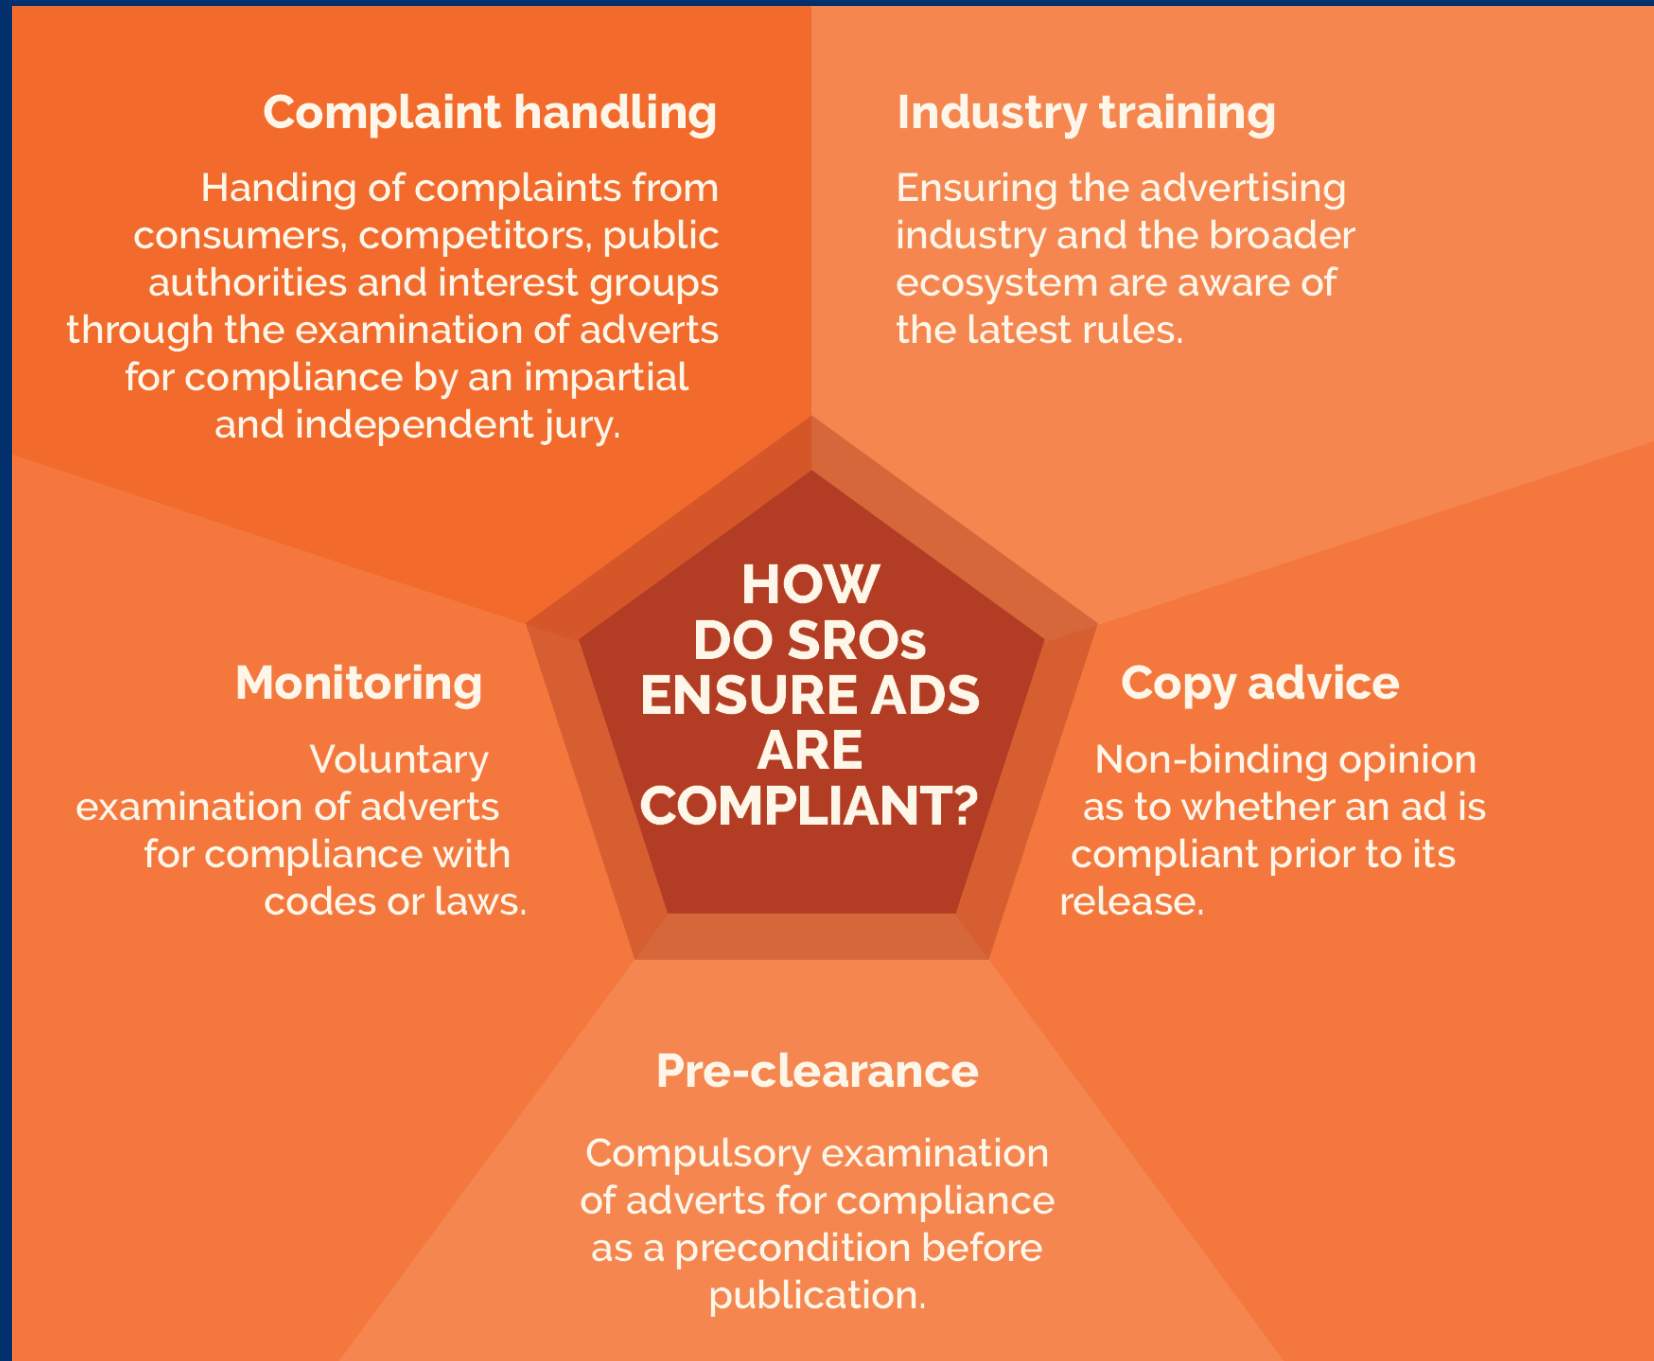 Complaint handling
Handing of complaints from
consumers, competitors, public
authorities and interest groups
through the examination of adverts
for compliance by an impartial
and independent jury.
Industry training
Ensuring the advertising
industry and the broader
ecosystem are aware of
the latest rules.
HOW
DO SROs
ENSURE ADS
ARE
COMPLIANT?
Monitoring
Voluntary
examination of adverts
for compliance with
codes or laws.
Copy advice
Non-binding opinion
as to whether an ad is
compliant prior to its
release.
Pre-clearance
Compulsory examination
of adverts for compliance
as a precondition before
publication.